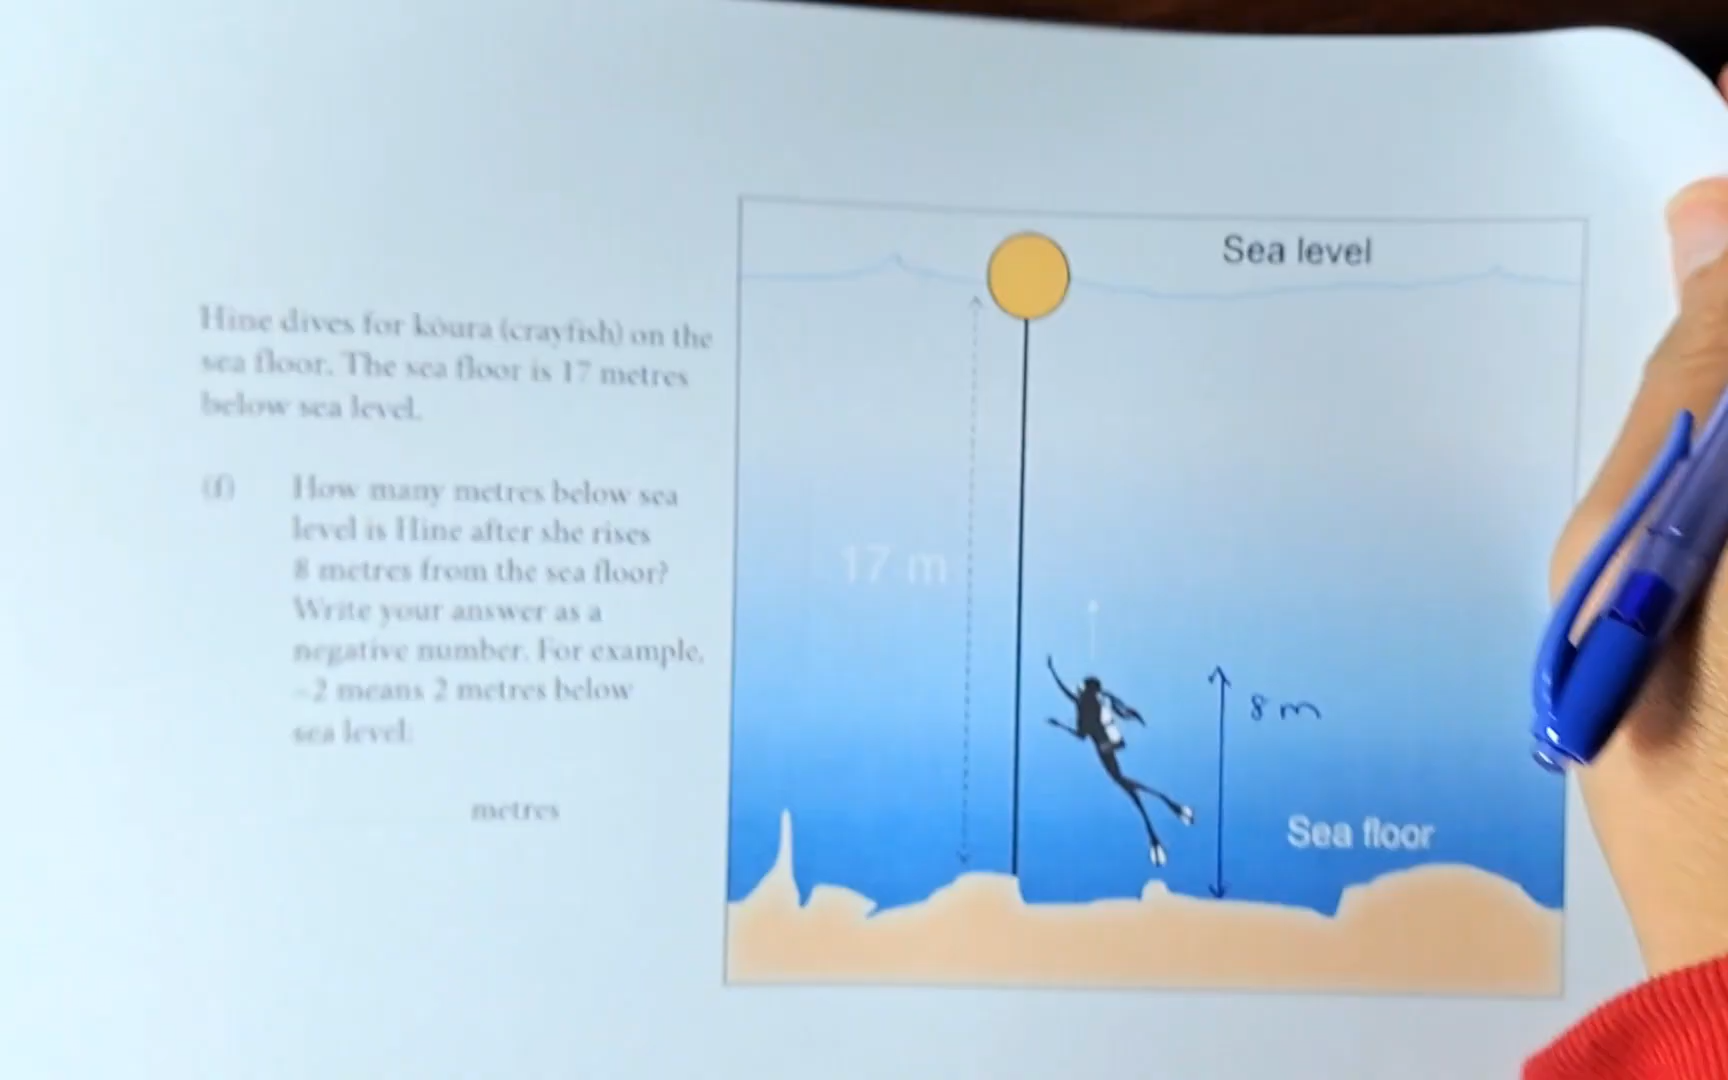 Sea level
Hine dives for kōura (crayfish) on the
sea floor. The sea floor is 17 metres
below sea level.
(f) How many metres below sea
level is Hine after she rises
8 metres from the sea floor?
Write your answer as a
negative number. For example,
–2 means 2 metres below
sea level.
metres
17 m
8 m
Sea floor